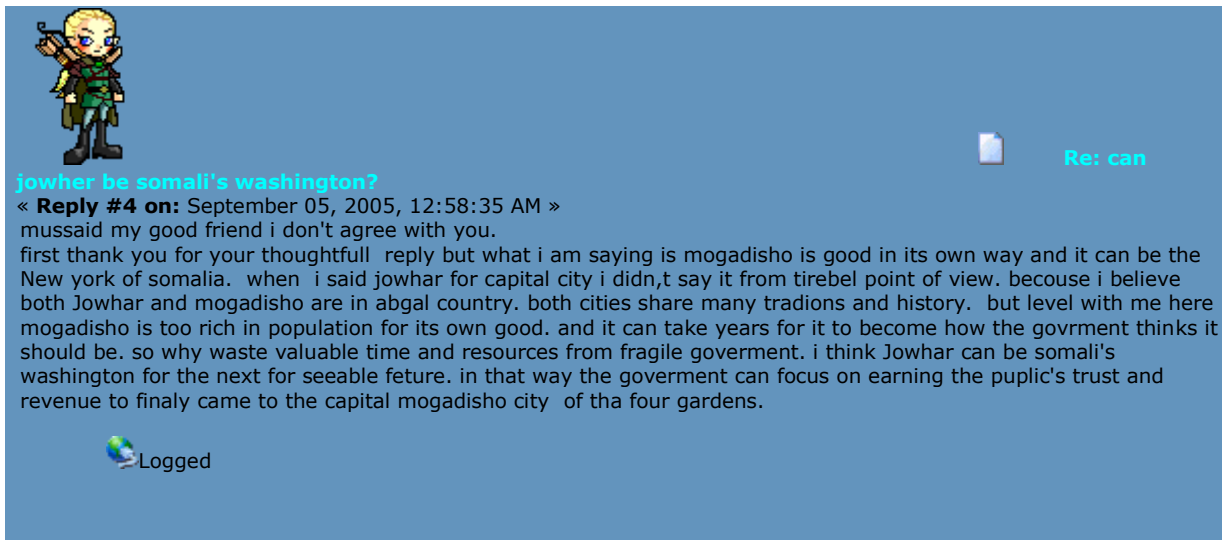 Re: can
jowher be somali's washington?
« Reply #4 on: September 05, 2005, 12:58:35 AM »
mussaid my good friend i don't agree with you.
first thank you for your thoughtfull reply but what i am saying is mogadisho is good in its own way and it can be the
New york of somalia. when i said jowhar for capital city i didn,t say it from tirebel point of view. becouse i believe
both Jowhar and mogadisho are in abgal country. both cities share many tradions and history. but level with me here
mogadisho is too rich in population for its own good. and it can take years for it to become how the govrment thinks it
should be. so why waste valuable time and resources from fragile goverment. i think Jowhar can be somali's
washington for the next for seeable feture. in that way the goverment can focus on earning the puplic's trust and
revenue to finaly came to the capital mogadisho city of tha four gardens.
Logged